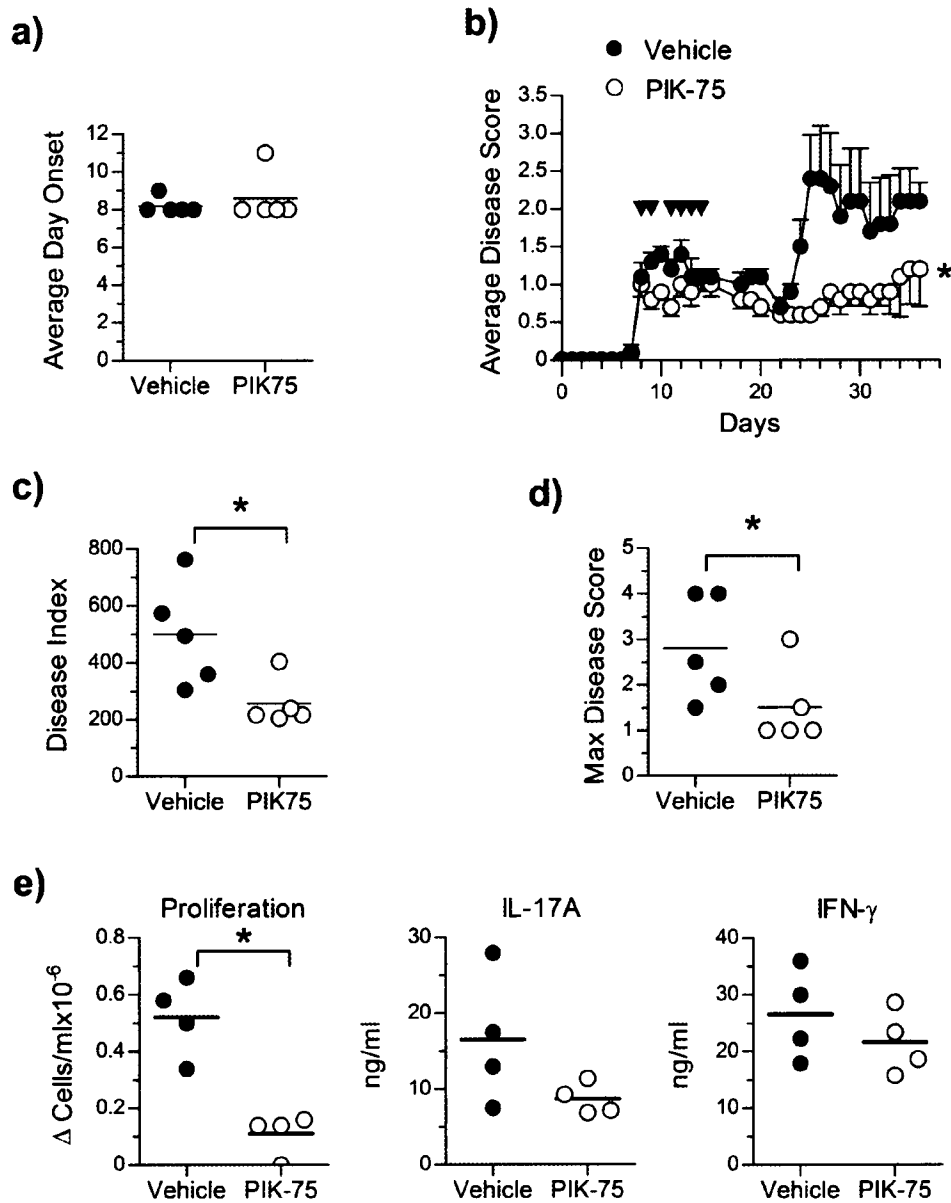 a)
Average Day Onset
12
10
8
6
4
2
0
Vehicle PIK75
b)
Vehicle
PIK-75
Average Disease Score
3.5
3.0
2.5
2.0
1.5
1.0
0.5
0
*
0 10 20 30
Days
c)
*
Disease Index
800
600
400
200
0
Vehicle PIK75
d)
*
Max Disease Score
5
4
3
2
1
0
Vehicle PIK75
e)
Proliferation
*
Δ Cells/mlx10⁻⁶
0.8
0.6
0.4
0.2
0
Vehicle PIK-75
IL-17A
ng/ml
30
20
10
0
Vehicle PIK-75
IFN-γ
ng/ml
40
30
20
10
0
Vehicle PIK-75